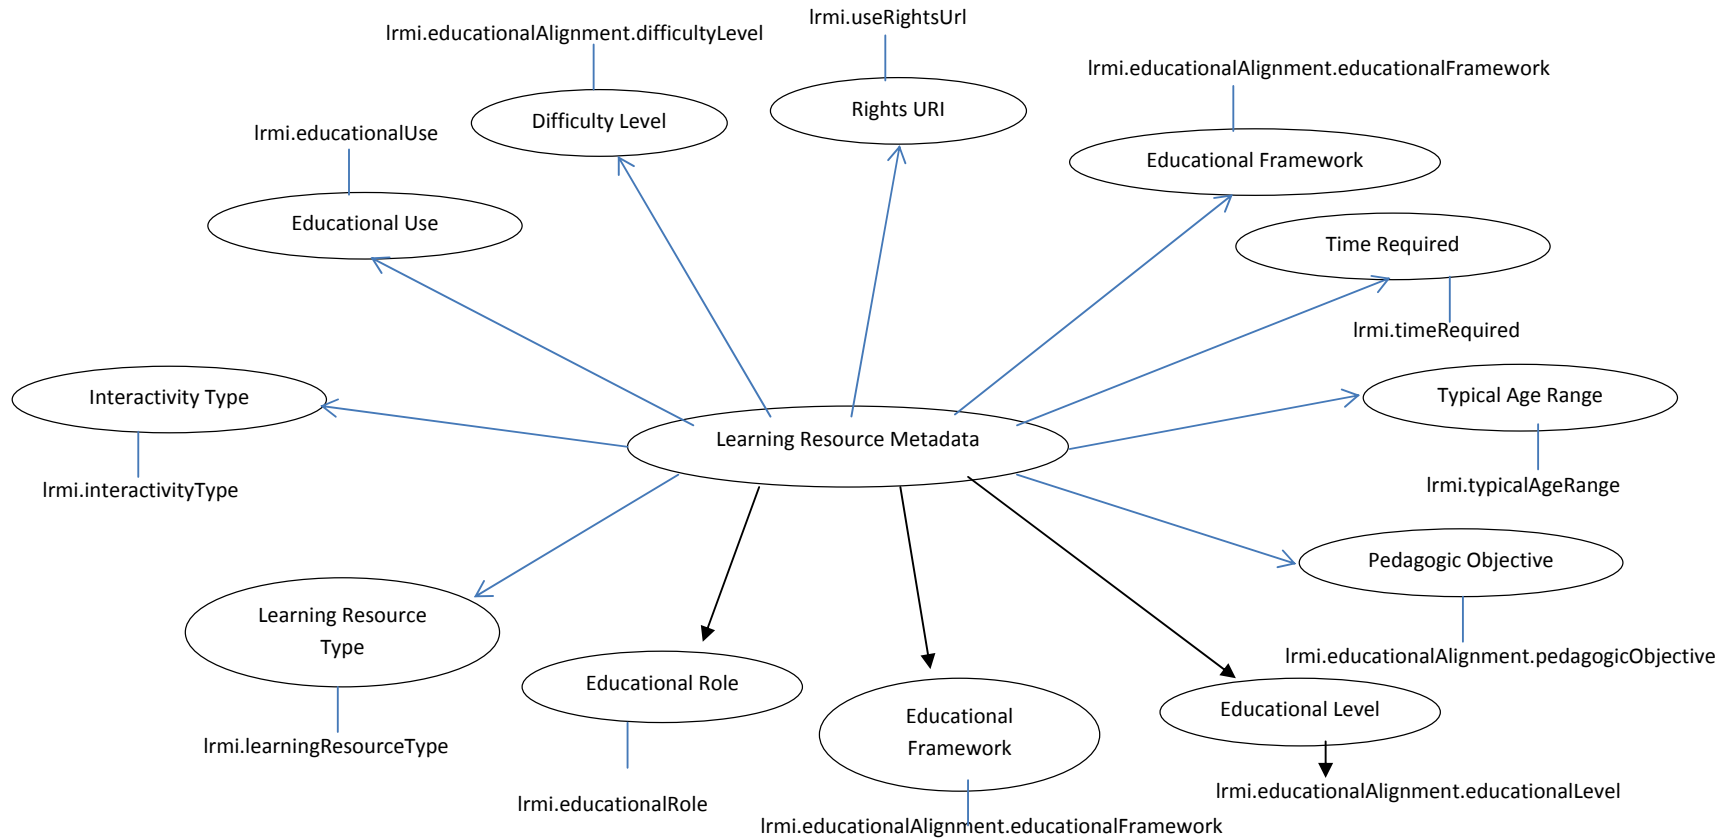 lrmi.useRightsUrl
lrmi.educationalAlignment.difficultyLevel
lrmi.educationalAlignment.educationalFramework
Rights URI
Difficulty Level
lrmi.educationalUse
Educational Framework
Educational Use
Time Required
lrmi.timeRequired
Interactivity Type
Typical Age Range
Learning Resource Metadata
lrmi.interactivityType
lrmi.typicalAgeRange
Pedagogic Objective
Learning Resource
Type
lrmi.educationalAlignment.pedagogicObjective
Educational Role
Educational
Framework
Educational Level
lrmi.learningResourceType
lrmi.educationalAlignment.educationalLevel
lrmi.educationalRole
lrmi.educationalAlignment.educationalFramework